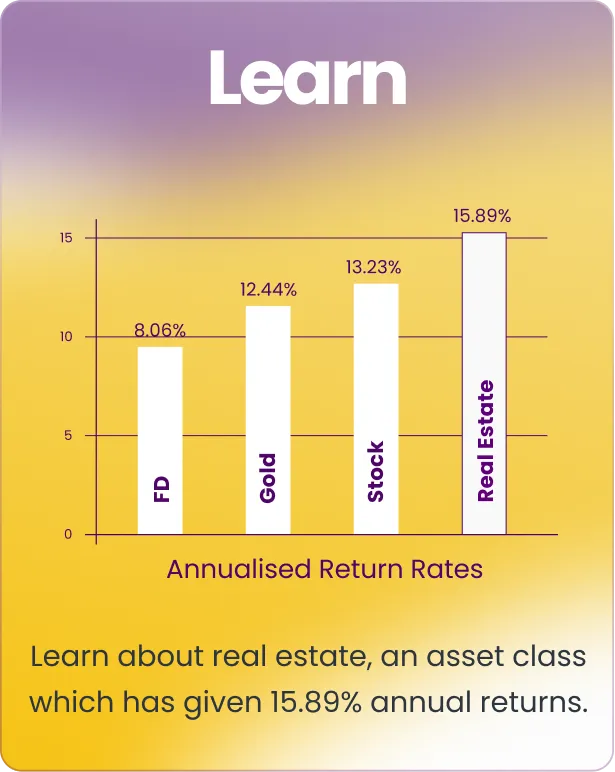 Learn
15.89%
15
13.23%
12.44%
8.06%
10
Real Estate
5
Stock
Gold
FD
0
Annualised Return Rates
Learn about real estate, an asset class
which has given 15.89% annual returns.